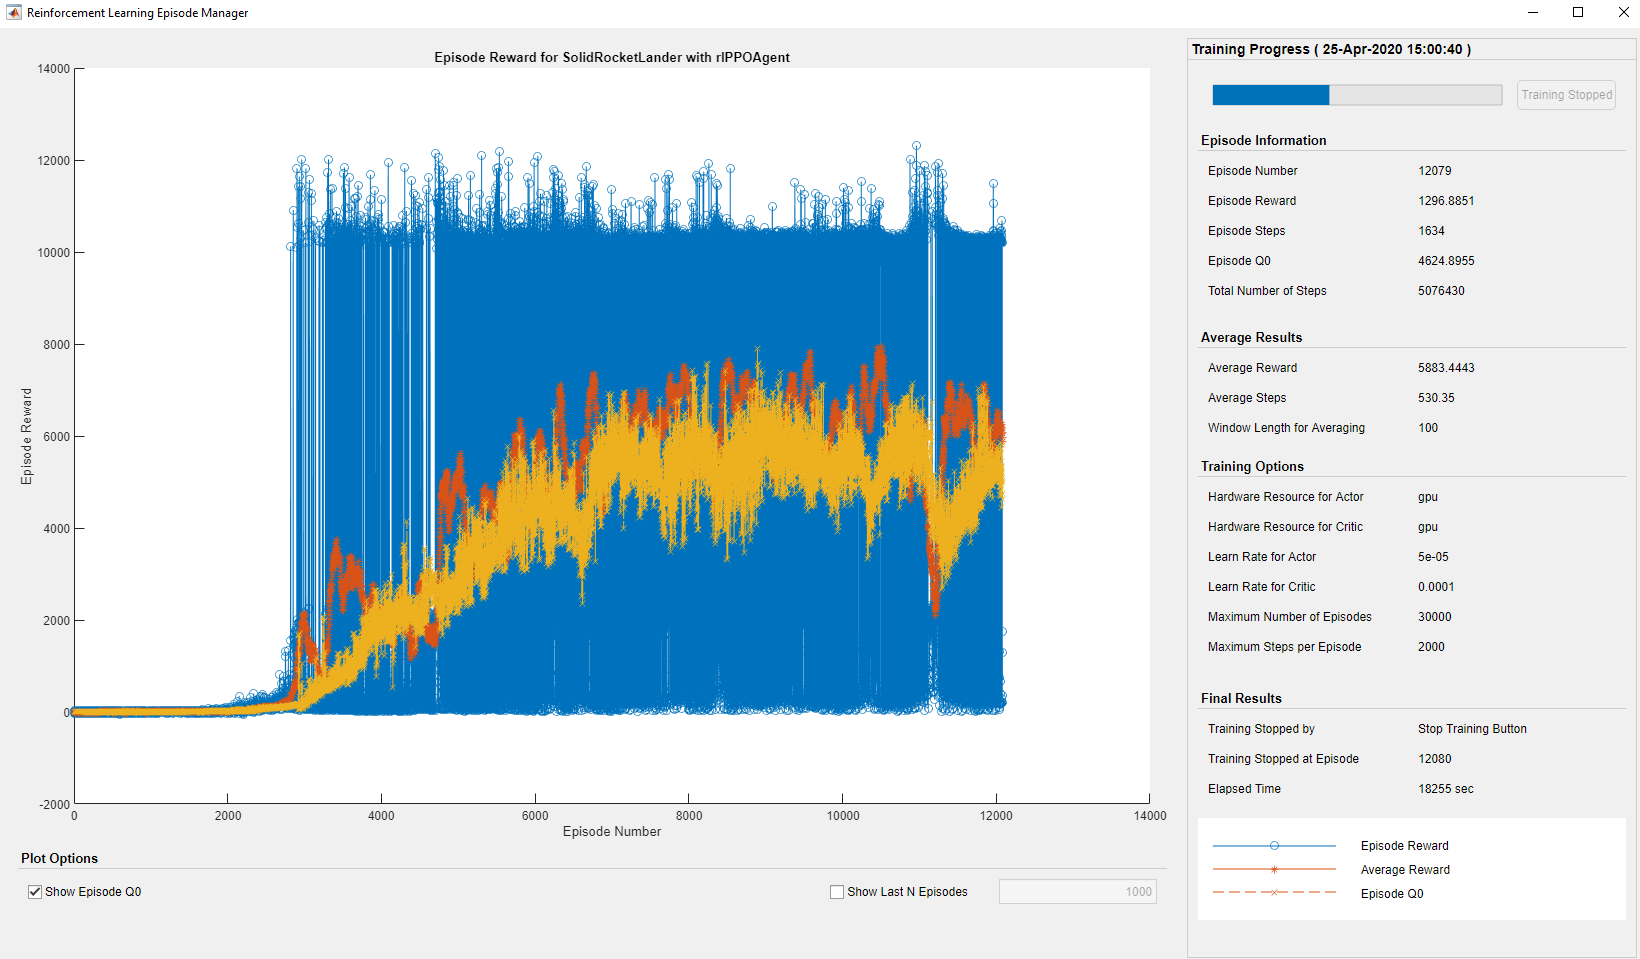 Reinforcement Learning Episode Manager
Episode Reward for SolidRocketLander with rlPPOAgent
14000
12000
10000
8000
6000
4000
2000
0
-2000
Episode Reward
0 2000 4000 6000 8000 10000 12000 14000
Episode Number
Plot Options
Show Episode Q0
Show Last N Episodes 1000
Training Progress ( 25-Apr-2020 15:00:40 )
Training Stopped
Episode Information
Episode Number 12079
Episode Reward 1296.8851
Episode Steps 1634
Episode Q0 4624.8955
Total Number of Steps 5076430
Average Results
Average Reward 5883.4443
Average Steps 530.35
Window Length for Averaging 100
Training Options
Hardware Resource for Actor gpu
Hardware Resource for Critic gpu
Learn Rate for Actor 5e-05
Learn Rate for Critic 0.0001
Maximum Number of Episodes 30000
Maximum Steps per Episode 2000
Final Results
Training Stopped by Stop Training Button
Training Stopped at Episode 12080
Elapsed Time 18255 sec
Episode Reward
Average Reward
Episode Q0